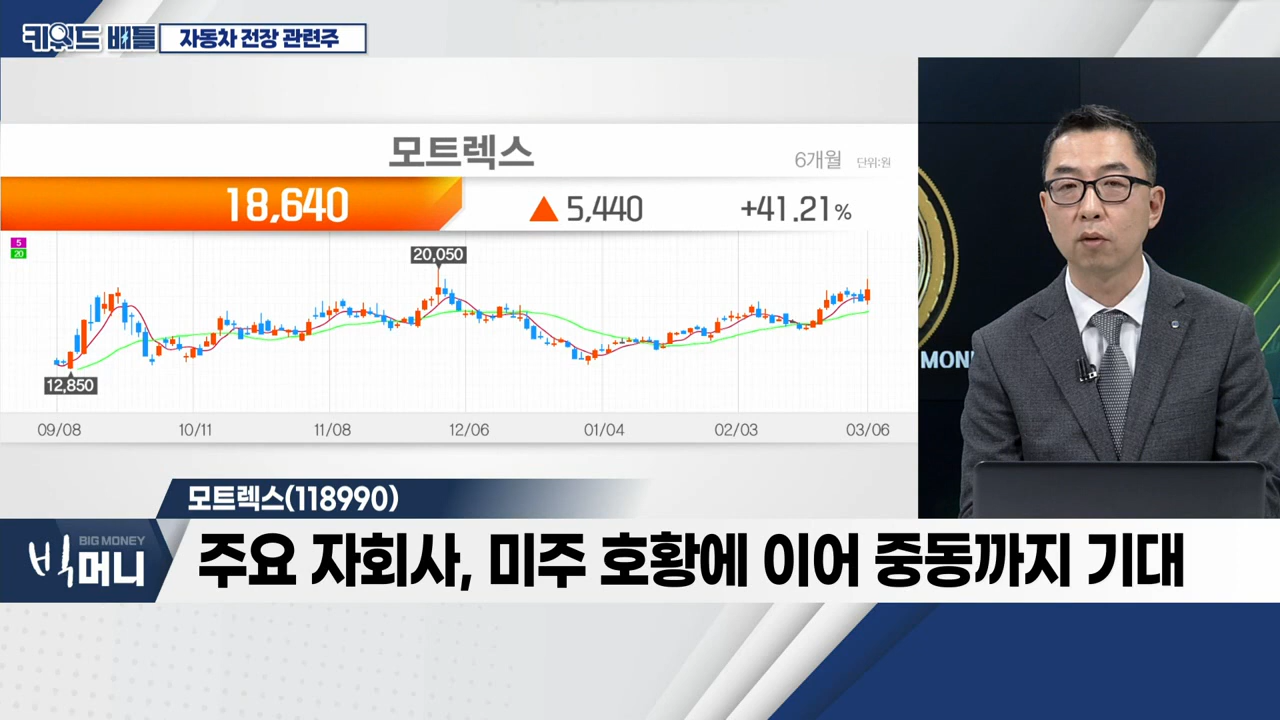 키워드 배틀
자동차 전장 관련주
모트렉스
6개월 단위:원
18,640
▲ 5,440
+41.21%
5
20
20,050
12,850
09/08 10/11 11/08 12/06 01/04 02/03 03/06
MON
모트렉스(118990)
BIG MONEY
빅머니
주요 자회사, 미주 호황에 이어 중동까지 기대